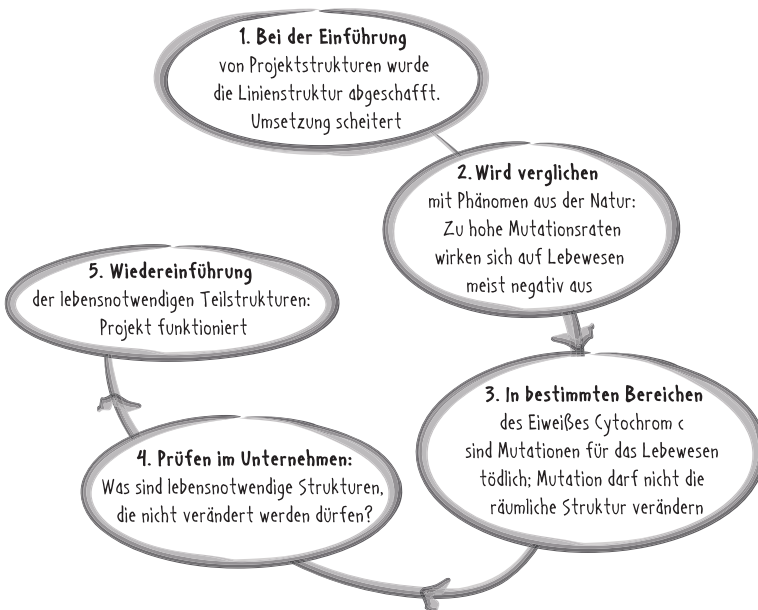 1. Bei der Einführung
von Projektstrukturen wurde
die Linienstruktur abgeschafft.
Umsetzung scheitert
2. Wird verglichen
mit Phänomen aus der Natur:
Zu hohe Mutationsraten
wirken sich auf Lebewesen
meist negativ aus
3. In bestimmten Bereichen
des Eiweißes Cytochrom c
sind Mutationen für das Lebewesen
tödlich; Mutation darf nicht die
räumliche Struktur verändern
4. Prüfen im Unternehmen:
Was sind lebensnotwendige Strukturen,
die nicht verändert werden dürfen?
5. Wiedereinführung
der lebensnotwendigen Teilstrukturen:
Projekt funktioniert